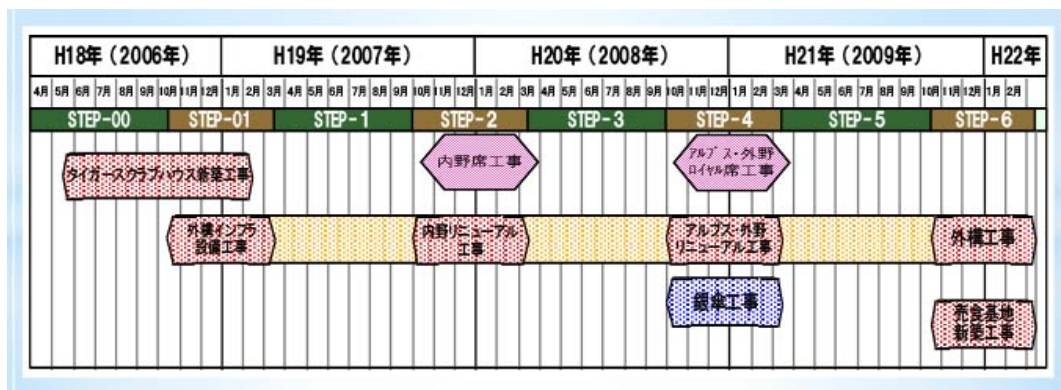 H18年（2006年） H19年（2007年） H20年（2008年） H21年（2009年） H22年
4月 5月 6月 7月 8月 9月 10月 11月 12月 1月 2月 3月 4月 5月 6月 7月 8月 9月 10月 11月 12月 1月 2月 3月 4月 5月 6月 7月 8月 9月 10月 11月 12月 1月 2月 3月 4月 5月 6月 7月 8月 9月 10月 11月 12月 1月 2月
STEP-00 STEP-01 STEP-1 STEP-2 STEP-3 STEP-4 STEP-5 STEP-6
内野席工事
アルプス・外野
ロイヤル席工事
タイガースクラブハウス新築工事
外構インフラ
設備工事
内野リニューアル
工事
アルプス・外野
リニューアル工事
外構工事
銀傘工事
売食基地
新築工事